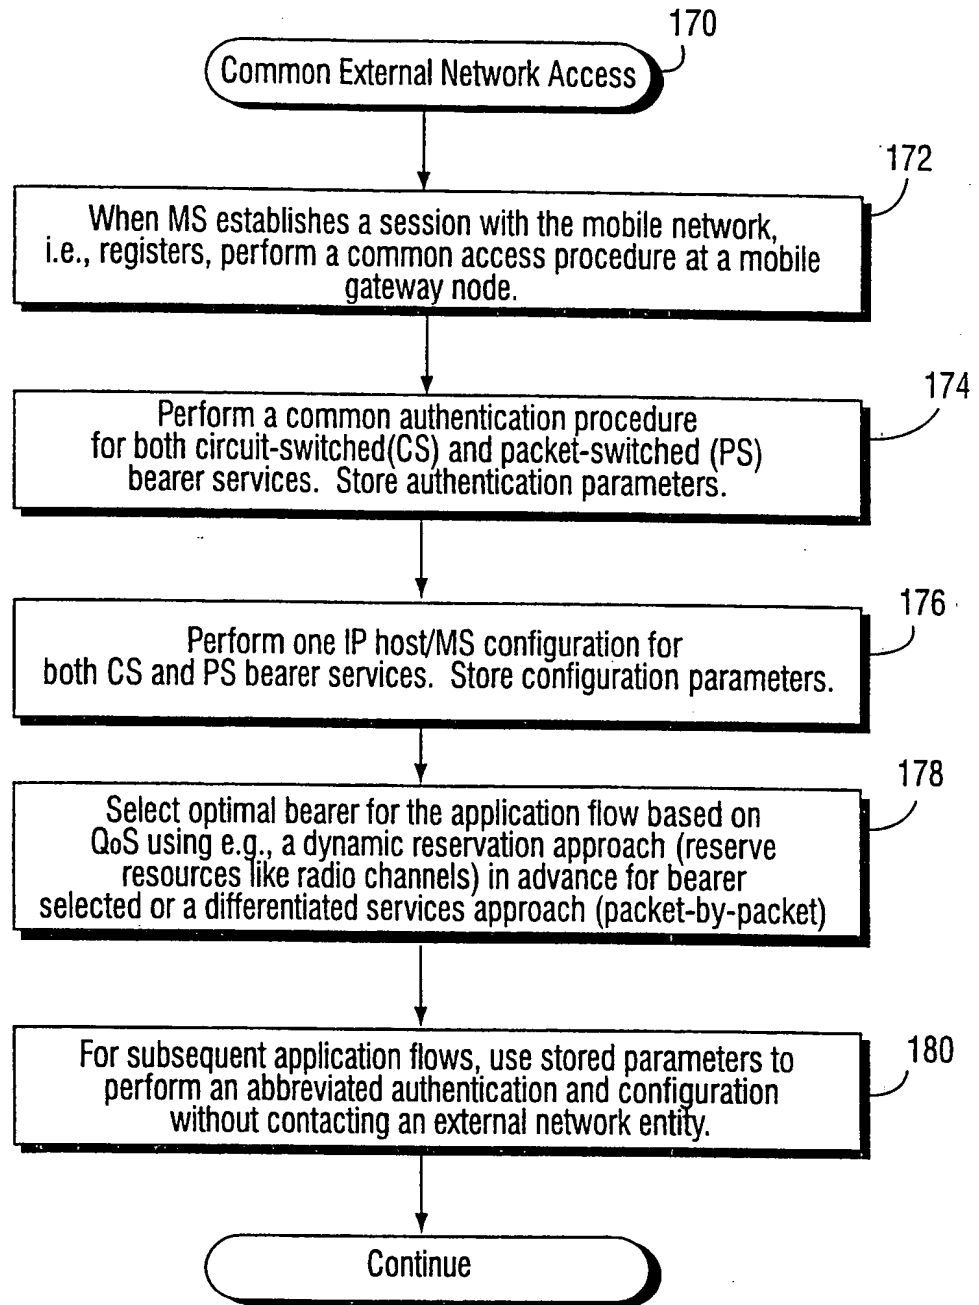 170
Common External Network Access
172
When MS establishes a session with the mobile network,
i.e., registers, perform a common access procedure at a mobile
gateway node.
174
Perform a common authentication procedure
for both circuit-switched(CS) and packet-switched (PS)
bearer services. Store authentication parameters.
176
Perform one IP host/MS configuration for
both CS and PS bearer services. Store configuration parameters.
178
Select optimal bearer for the application flow based on
QoS using e.g., a dynamic reservation approach (reserve
resources like radio channels) in advance for bearer
selected or a differentiated services approach (packet-by-packet)
180
For subsequent application flows, use stored parameters to
perform an abbreviated authentication and configuration
without contacting an external network entity.
Continue